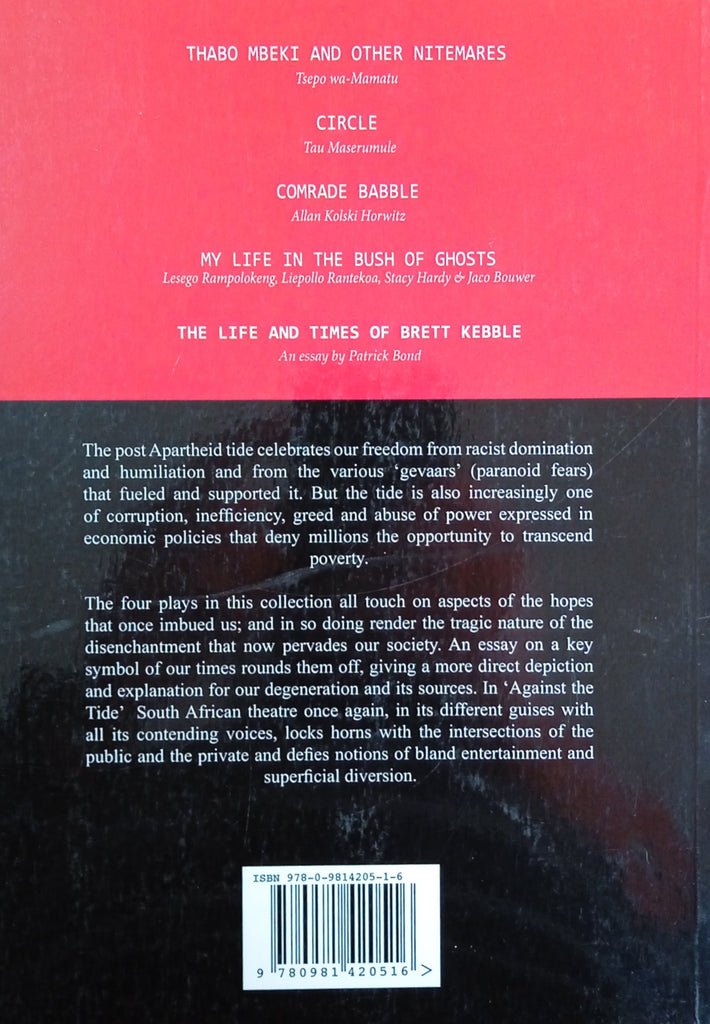 THABO MBEKI AND OTHER NITEMARES
Tsepo wa-Mamatu
CIRCLE
Tau Maserumule
COMRADE BABBLE
Allan Kolski Horwitz
MY LIFE IN THE BUSH OF GHOSTS
Lesego Rampolokeng, Liepollo Rantekoa, Stacy Hardy & Jaco Bouwer
THE LIFE AND TIMES OF BRETT KEBBLE
An essay by Patrick Bond
The post Apartheid tide celebrates our freedom from racist domination
and humiliation and from the various ‘gevaars’ (paranoid fears)
that fueled and supported it. But the tide is also increasingly one
of corruption, inefficiency, greed and abuse of power expressed in
economic policies that deny millions the opportunity to transcend
poverty.
The four plays in this collection all touch on aspects of the hopes
that once imbued us; and in so doing render the tragic nature of the
disenchantment that now pervades our society. An essay on a key
symbol of our times rounds them off, giving a more direct depiction
and explanation for our degeneration and its sources. In ‘Against the
Tide’ South African theatre once again, in its different guises with
all its contending voices, locks horns with the intersections of the
public and the private and defies notions of bland entertainment and
superficial diversion.
ISBN 978-0-9814205-1-6
9 780981 420516 >